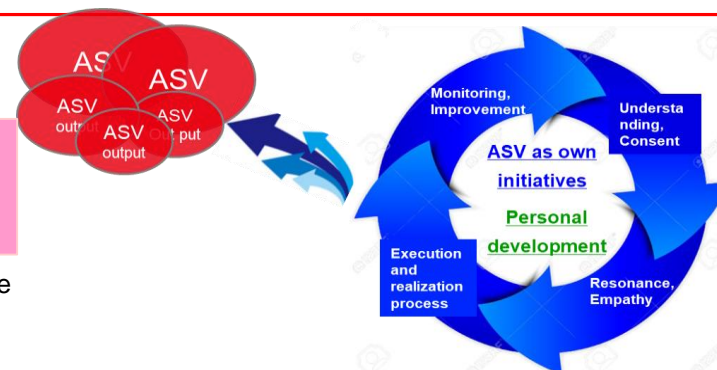 ASV
ASV
ASV
output
ASV
Out put
ASV
output
Monitoring,
Improvement
Understa
nding,
Consent
ASV as own
initiatives
Personal
development
Execution
and
realization
process
Resonance,
Empathy
e